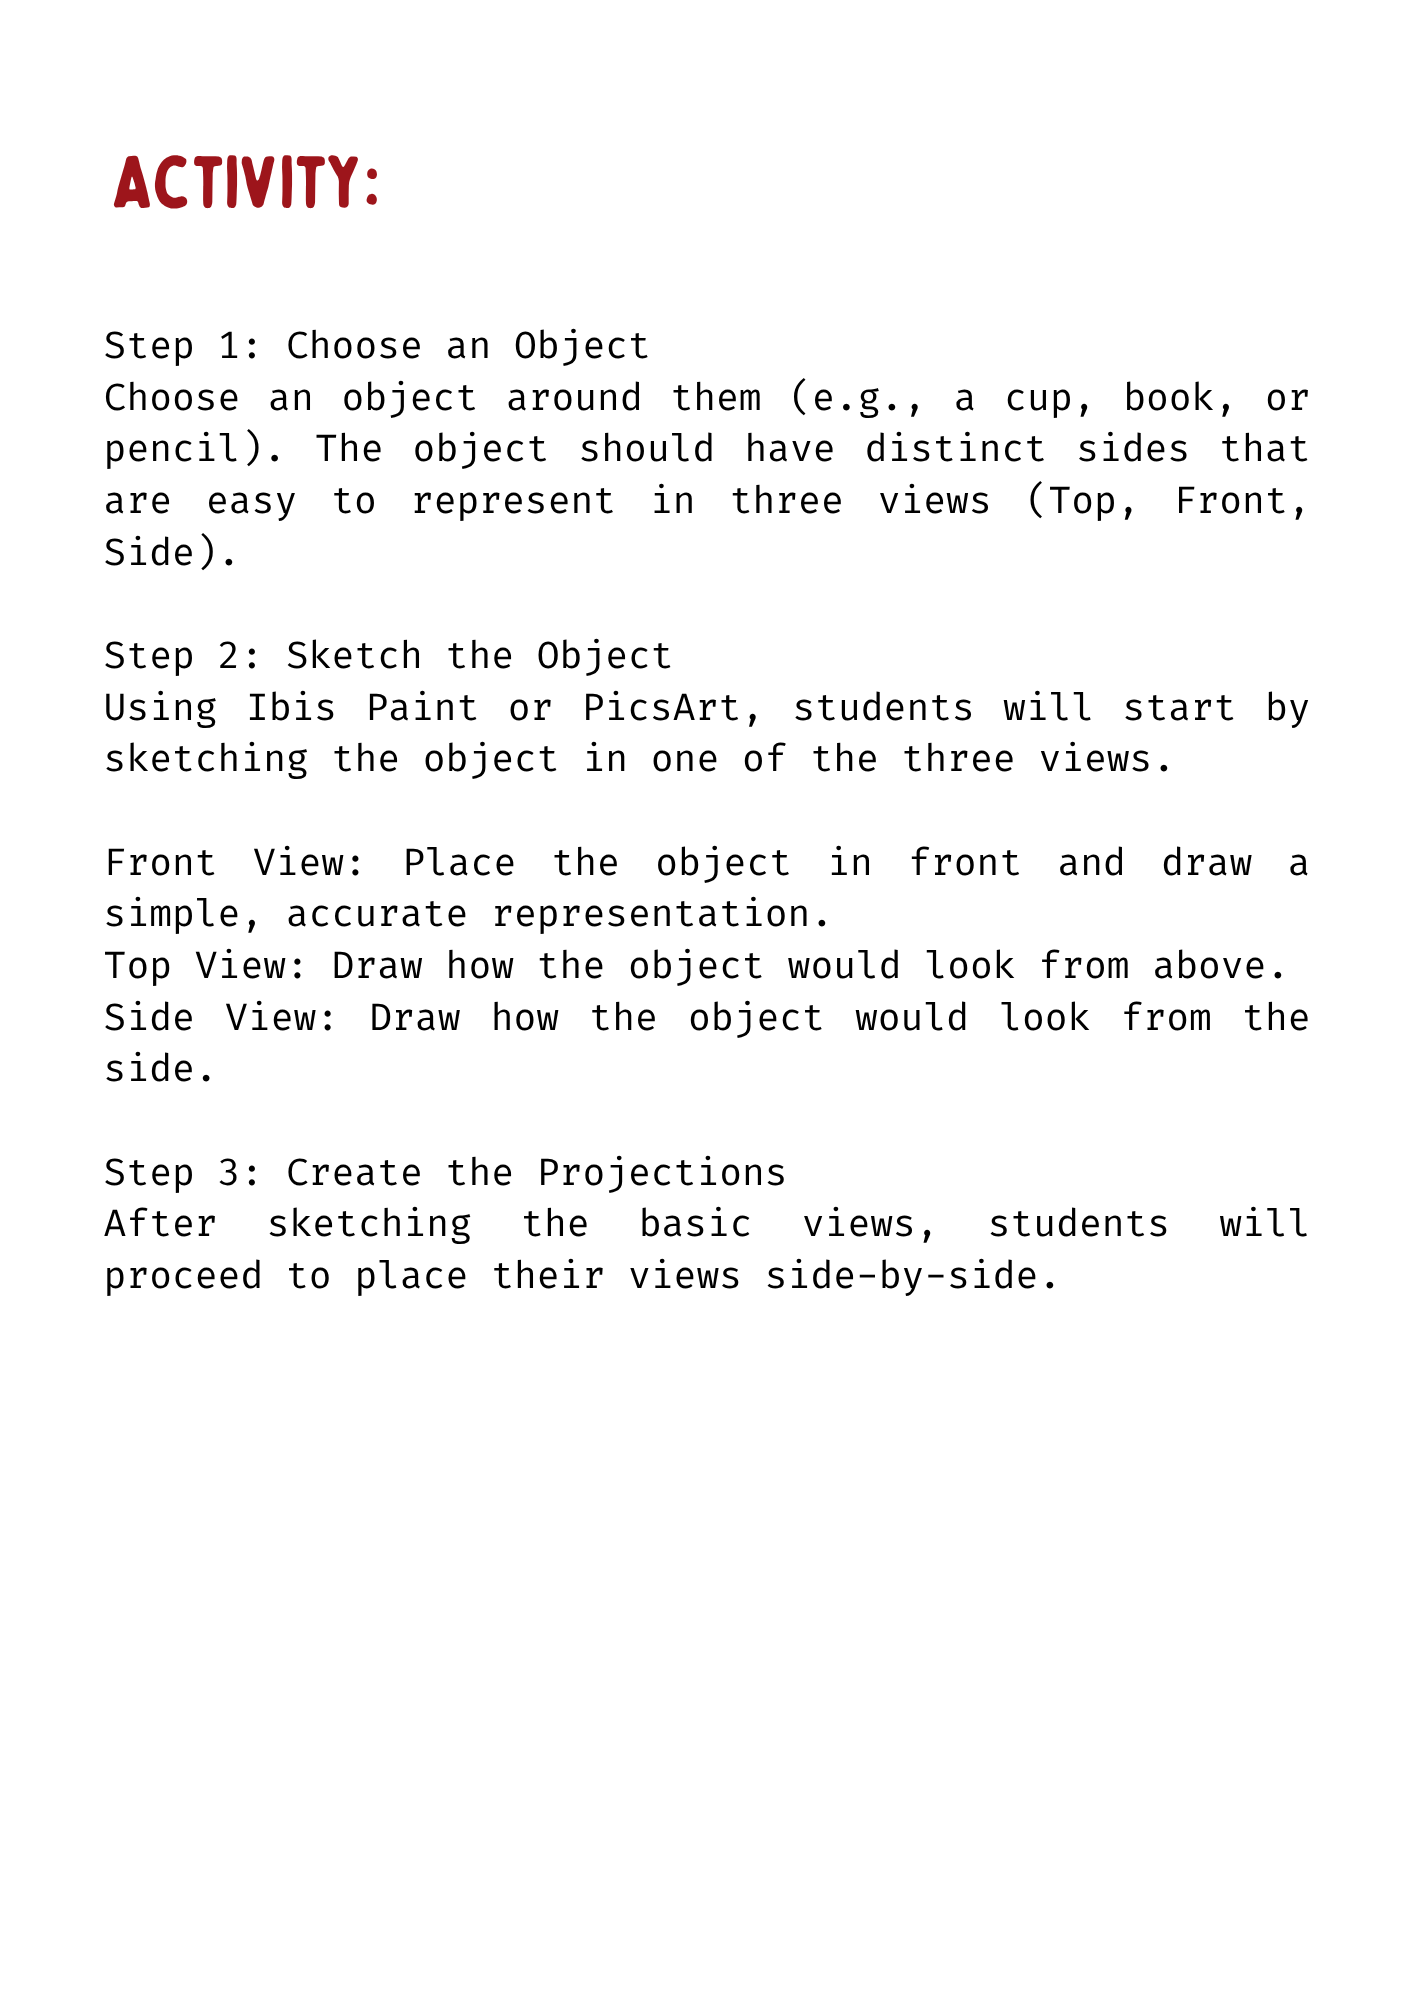 ACTIVITY:
Step 1: Choose an Object
Choose an object around them (e.g., a cup, book, or
pencil). The object should have distinct sides that
are easy to represent in three views (Top, Front,
Side).
Step 2: Sketch the Object
Using Ibis Paint or PicsArt, students will start by
sketching the object in one of the three views.
Front View: Place the object in front and draw a
simple, accurate representation.
Top View: Draw how the object would look from above.
Side View: Draw how the object would look from the
side.
Step 3: Create the Projections
After sketching the basic views, students will
proceed to place their views side-by-side.